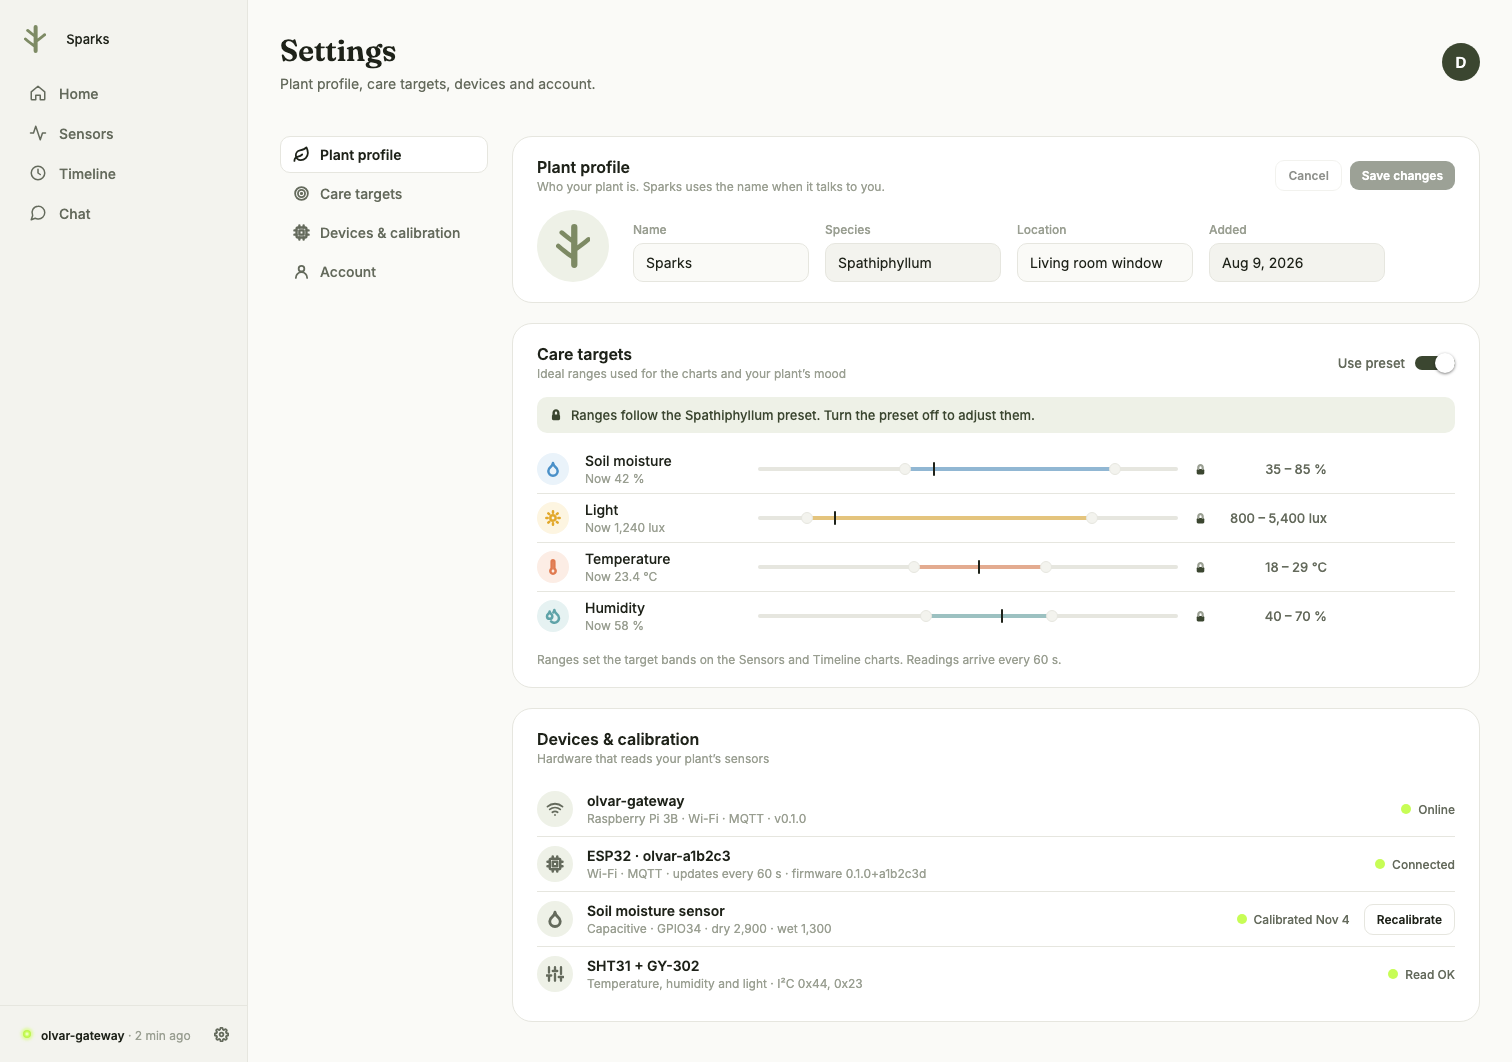 Sparks
Home
Sensors
Timeline
Chat
olvar-gateway · 2 min ago
Settings
Plant profile, care targets, devices and account.
D
Plant profile
Care targets
Devices & calibration
Account
Plant profile
Who your plant is. Sparks uses the name when it talks to you.
Cancel
Save changes
Name
Sparks
Species
Spathiphyllum
Location
Living room window
Added
Aug 9, 2026
Care targets
Ideal ranges used for the charts and your plant’s mood
Use preset
Ranges follow the Spathiphyllum preset. Turn the preset off to adjust them.
Soil moisture
Now 42 %
35 – 85 %
Light
Now 1,240 lux
800 – 5,400 lux
Temperature
Now 23.4 °C
18 – 29 °C
Humidity
Now 58 %
40 – 70 %
Ranges set the target bands on the Sensors and Timeline charts. Readings arrive every 60 s.
Devices & calibration
Hardware that reads your plant’s sensors
olvar-gateway
Raspberry Pi 3B · Wi-Fi · MQTT · v0.1.0
Online
ESP32 · olvar-a1b2c3
Wi-Fi · MQTT · updates every 60 s · firmware 0.1.0+a1b2c3d
Connected
Soil moisture sensor
Capacitive · GPIO34 · dry 2,900 · wet 1,300
Calibrated Nov 4
Recalibrate
SHT31 + GY-302
Temperature, humidity and light · I²C 0x44, 0x23
Read OK